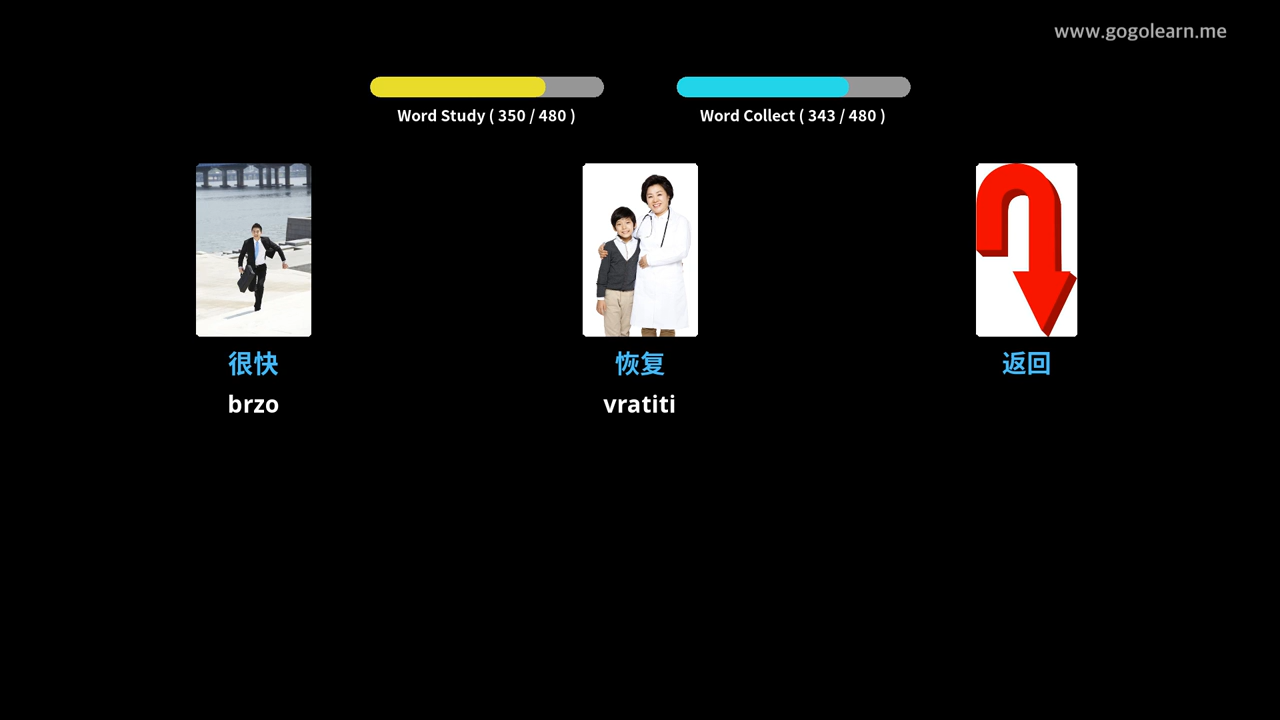 www.gogolearn.me
Word Study ( 350 / 480 )
Word Collect ( 343 / 480 )
很快
恢复
返回
brzo
vratiti